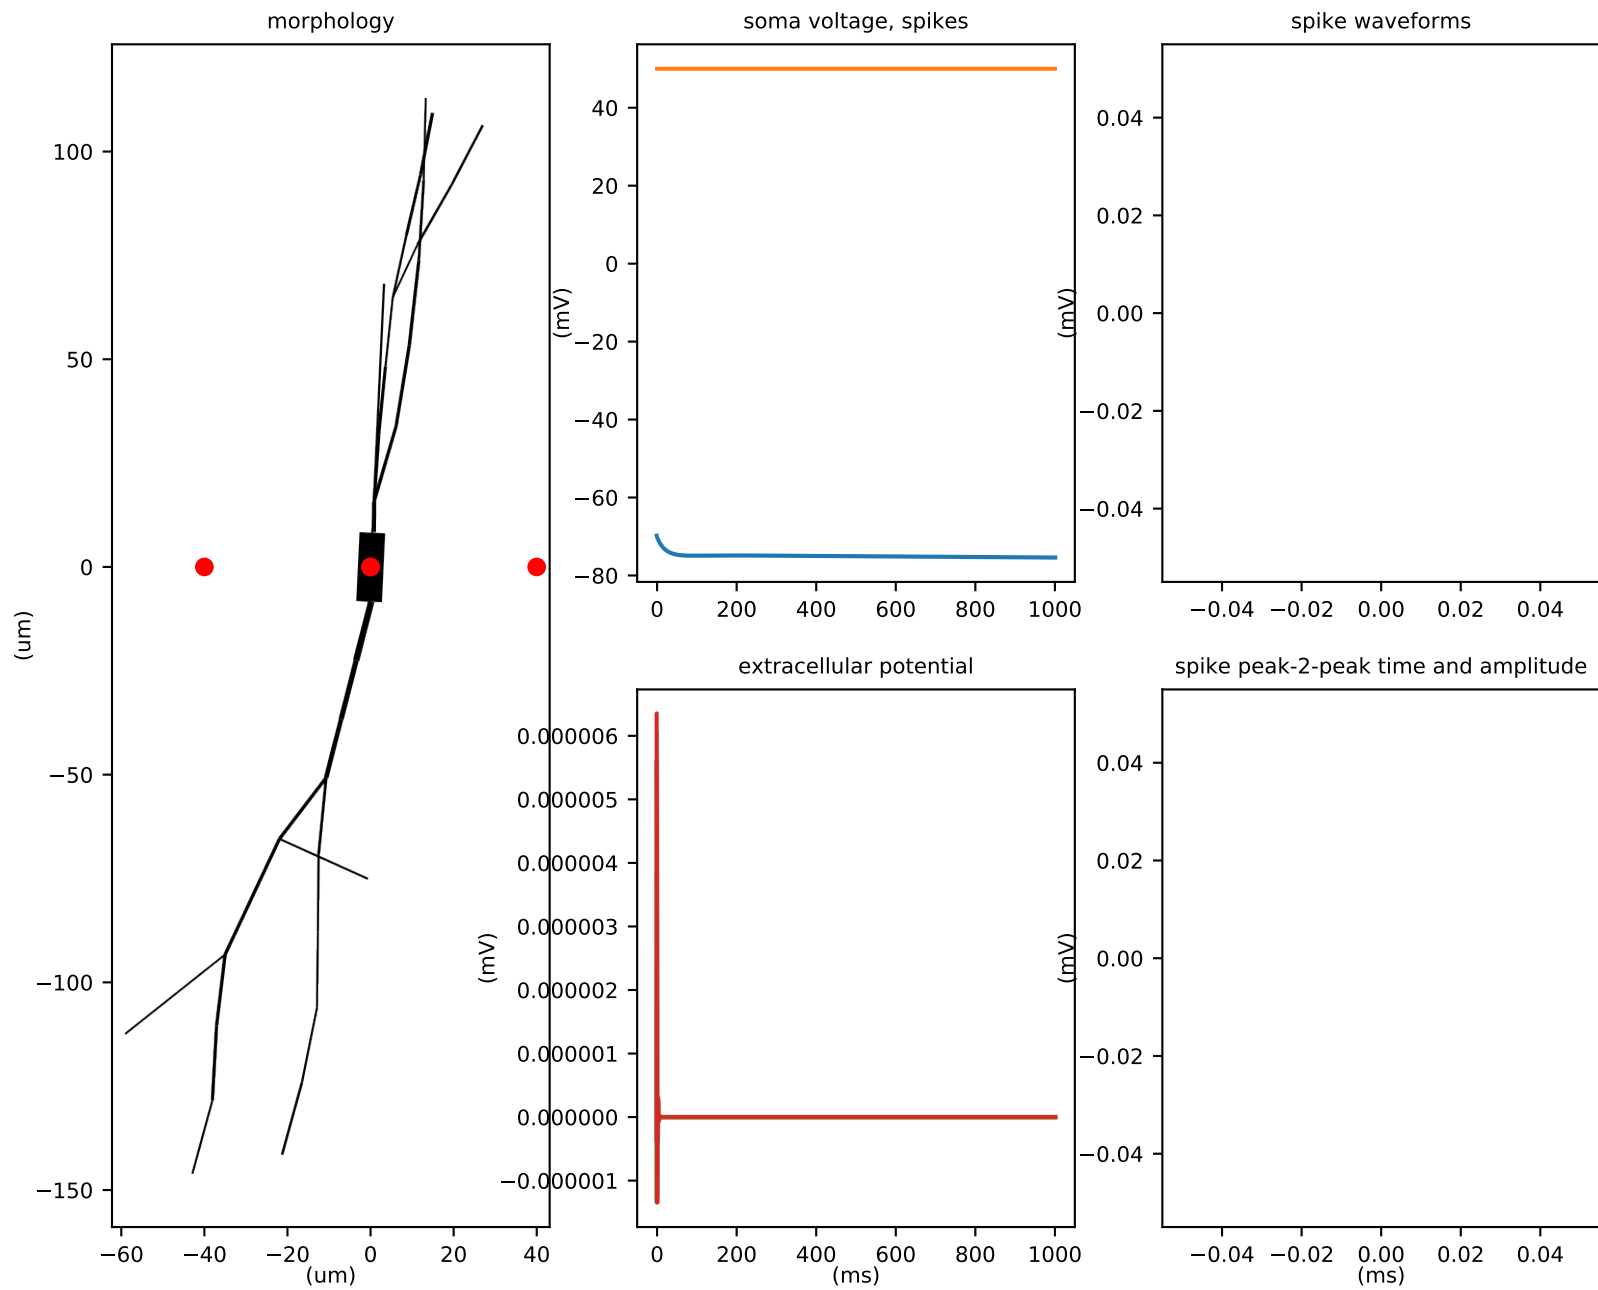 morphology
100
50
0
−50
−100
−150
(um)
−60 −40 −20 0 20 40
(um)
soma voltage, spikes
40
20
0
−20
−40
−60
−80
(mV)
0 200 400 600 800 1000
spike waveforms
0.04
0.02
0.00
−0.02
−0.04
(mV)
−0.04 −0.02 0.00 0.02 0.04
extracellular potential
0.000006
0.000005
0.000004
0.000003
0.000002
0.000001
0.000000
−0.000001
(mV)
0 200 400 600 800 1000
(ms)
spike peak-2-peak time and amplitude
0.04
0.02
0.00
−0.02
−0.04
(mV)
−0.04 −0.02 0.00 0.02 0.04
(ms)